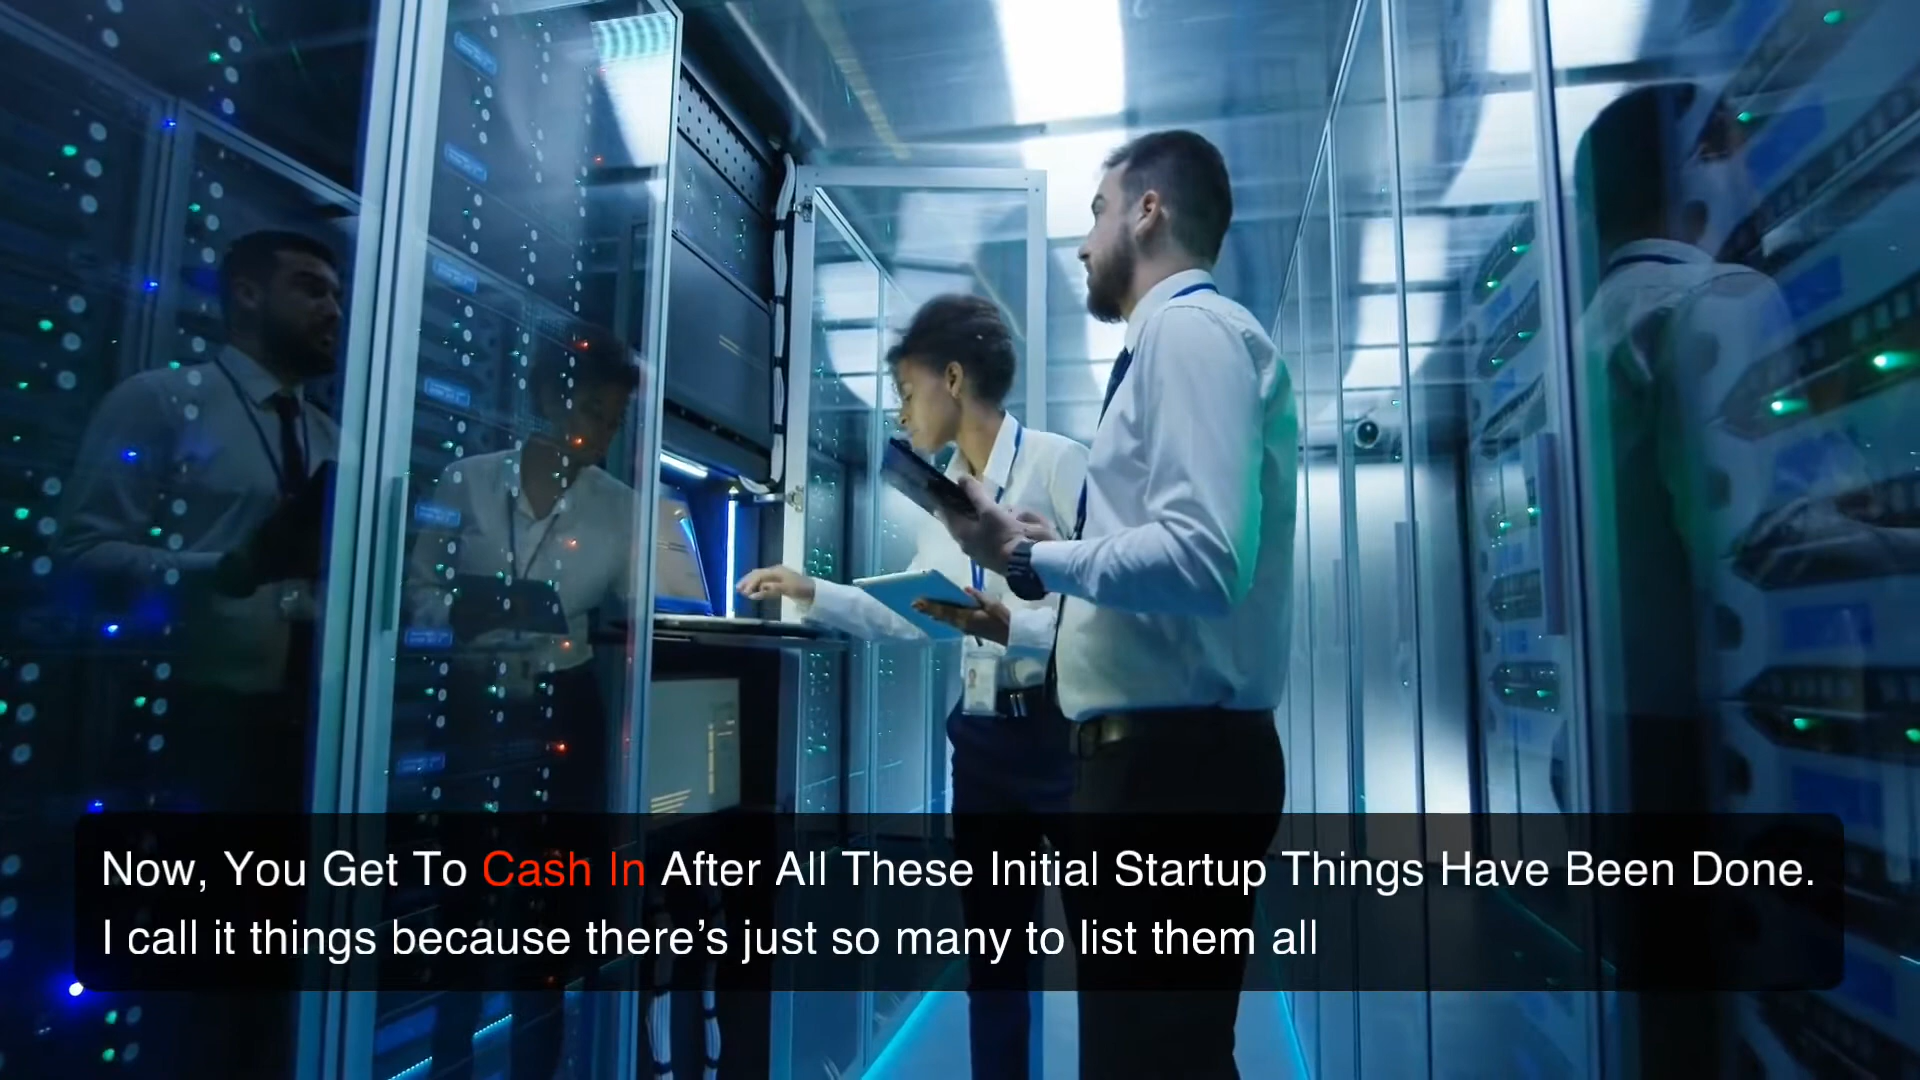 Now, You Get To Cash In After All These Initial Startup Things Have Been Done.
I call it things because there’s just so many to list them all